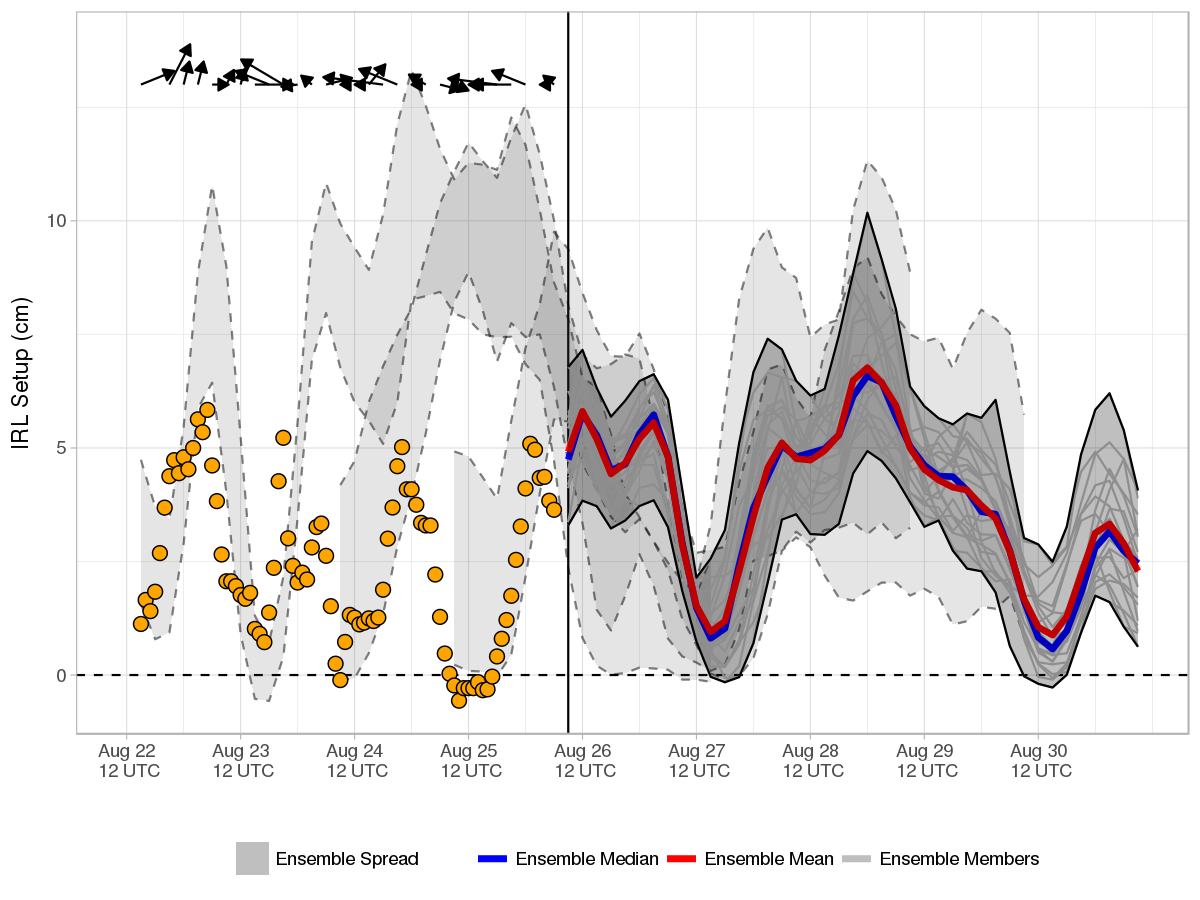 IRL Setup (cm)
10
5
0
Aug 22
12 UTC
Aug 23
12 UTC
Aug 24
12 UTC
Aug 25
12 UTC
Aug 26
12 UTC
Aug 27
12 UTC
Aug 28
12 UTC
Aug 29
12 UTC
Aug 30
12 UTC
Ensemble Spread
Ensemble Median
Ensemble Mean
Ensemble Members